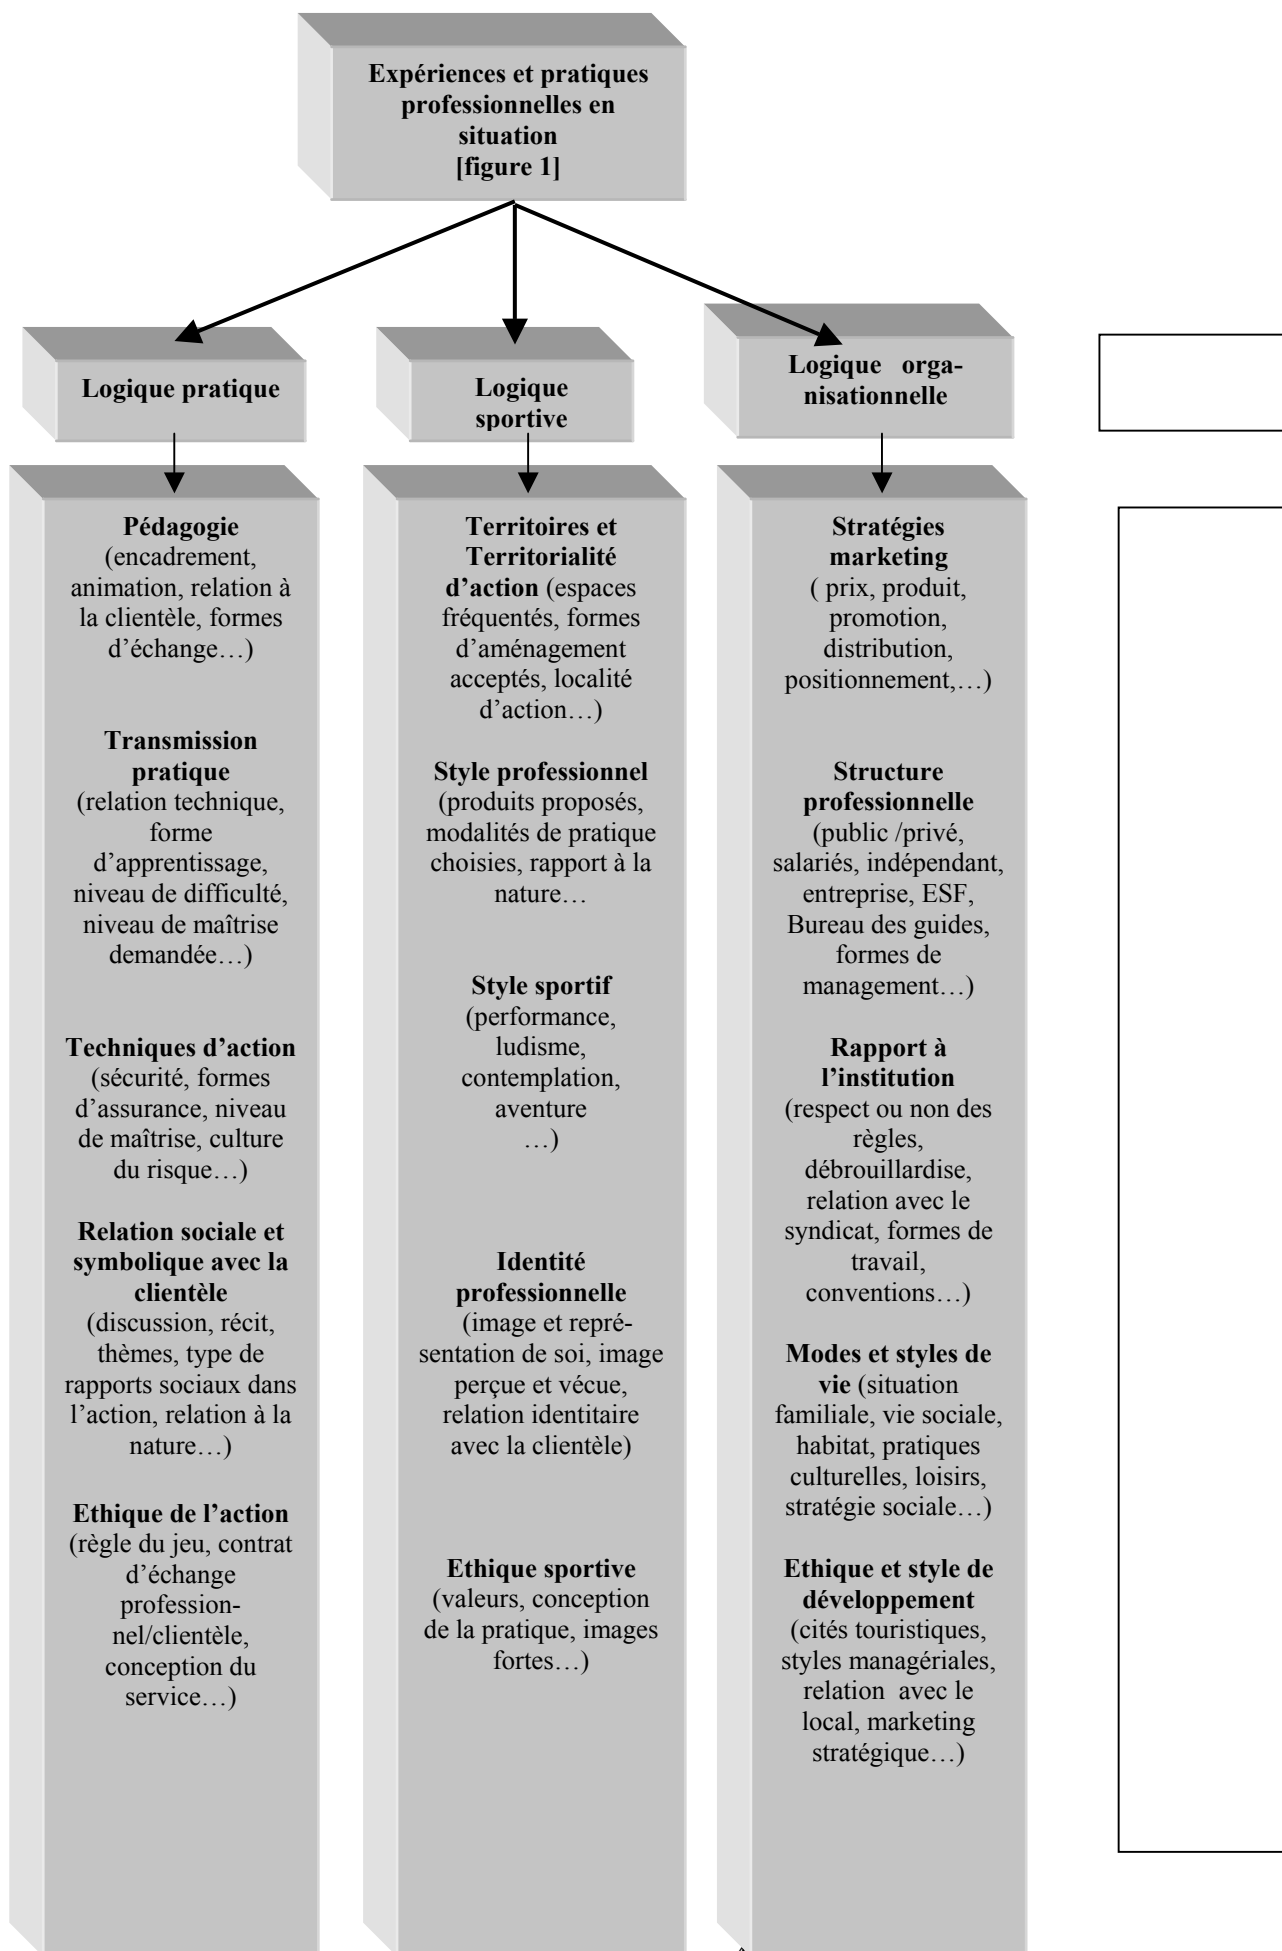 Expériences et pratiques
professionnelles en
situation
[figure 1]
Logique pratique
Logique
sportive
Logique orga-
nisationnelle
Pédagogie
(encadrement,
animation, relation à
la clientèle, formes
d’échange…)
Transmission
pratique
(relation technique,
forme
d’apprentissage,
niveau de difficulté,
niveau de maîtrise
demandée…)
Techniques d’action
(sécurité, formes
d’assurance, niveau
de maîtrise, culture
du risque…)
Relation sociale et
symbolique avec la
clientèle
(discussion, récit,
thèmes, type de
rapports sociaux dans
l’action, relation à la
nature…)
Ethique de l’action
(règle du jeu, contrat
d’échange
profession-
nel/clientèle,
conception du
service…)
Territoires et
Territorialité
d’action (espaces
fréquentés, formes
d’aménagement
acceptés, localité
d’action…)
Style professionnel
(produits proposés,
modalités de pratique
choisies, rapport à la
nature…
Style sportif
(performance,
ludisme,
contemplation,
aventure
…)
Identité
professionnelle
(image et repré-
sentation de soi, image
perçue et vécue,
relation identitaire
avec la clientèle)
Ethique sportive
(valeurs, conception
de la pratique, images
fortes…)
Stratégies
marketing
( prix, produit,
promotion,
distribution,
positionnement,…)
Structure
professionnelle
(public /privé,
salariés, indépendant,
entreprise, ESF,
Bureau des guides,
formes de
management…)
Rapport à
l’institution
(respect ou non des
règles,
débrouillardise,
relation avec le
syndicat, formes de
travail,
conventions…)
Modes et styles de
vie (situation
familiale, vie sociale,
habitat, pratiques
culturelles, loisirs,
stratégie sociale…)
Ethique et style de
développement
(cités touristiques,
styles managériales,
relation avec le
local, marketing
stratégique…)